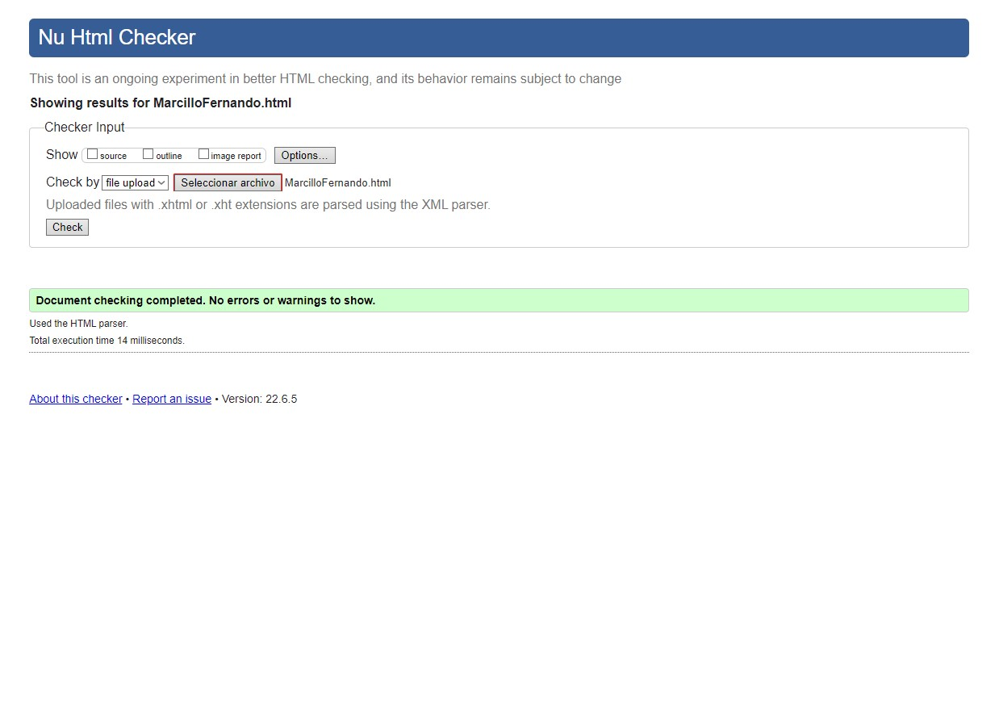 Nu Html Checker
This tool is an ongoing experiment in better HTML checking, and its behavior remains subject to change
Showing results for MarcilloFernando.html
Checker Input
Show source outline image report Options...
Check by file upload Seleccionar archivo MarcilloFernando.html
Uploaded files with .xhtml or .xht extensions are parsed using the XML parser.
Check
Document checking completed. No errors or warnings to show.
Used the HTML parser.
Total execution time 14 milliseconds.
About this checker • Report an issue • Version: 22.6.5